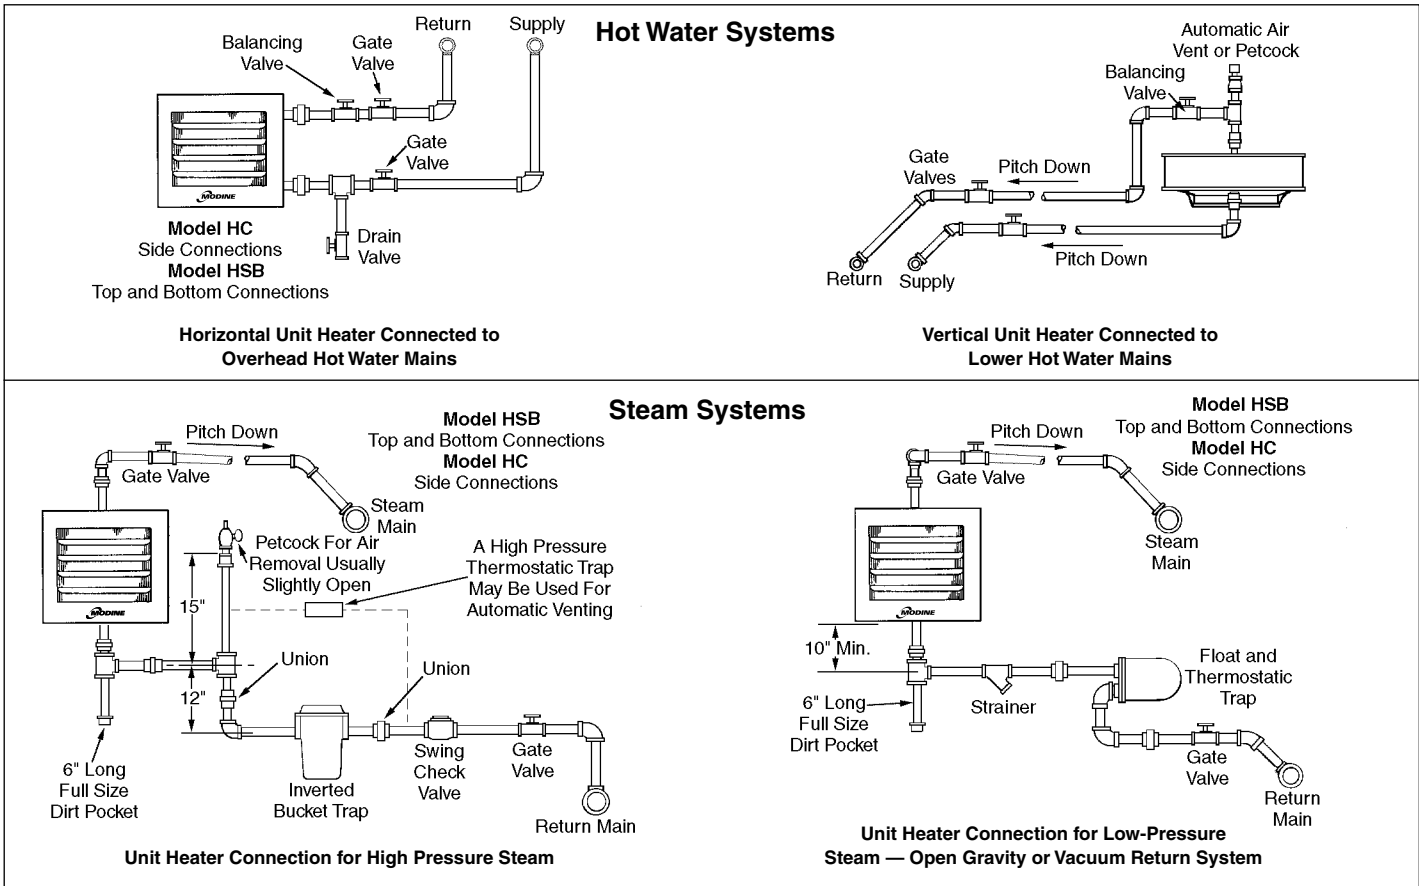 Hot Water Systems
Return
Supply
Balancing
Valve
Gate
Valve
Gate
Valve
Drain
Valve
MODINE
Model HC
Side Connections
Model HSB
Top and Bottom Connections
Horizontal Unit Heater Connected to
Overhead Hot Water Mains
Automatic Air
Vent or Petcock
Balancing
Valve
Gate
Valves
Pitch Down
Pitch Down
Return
Supply
Vertical Unit Heater Connected to
Lower Hot Water Mains
Steam Systems
Model HSB
Top and Bottom Connections
Model HC
Side Connections
Pitch Down
Gate Valve
Steam
Main
Petcock For Air
Removal Usually
Slightly Open
A High Pressure
Thermostatic Trap
May Be Used For
Automatic Venting
MODINE
15"
12"
Union
Union
6" Long
Full Size
Dirt Pocket
Inverted
Bucket Trap
Swing
Check
Valve
Gate
Valve
Return Main
Unit Heater Connection for High Pressure Steam
Model HSB
Top and Bottom Connections
Model HC
Side Connections
Pitch Down
Gate Valve
Steam
Main
MODINE
10" Min.
6" Long
Full Size
Dirt Pocket
Strainer
Float and
Thermostatic
Trap
Gate
Valve
Return
Main
Unit Heater Connection for Low-Pressure
Steam — Open Gravity or Vacuum Return System